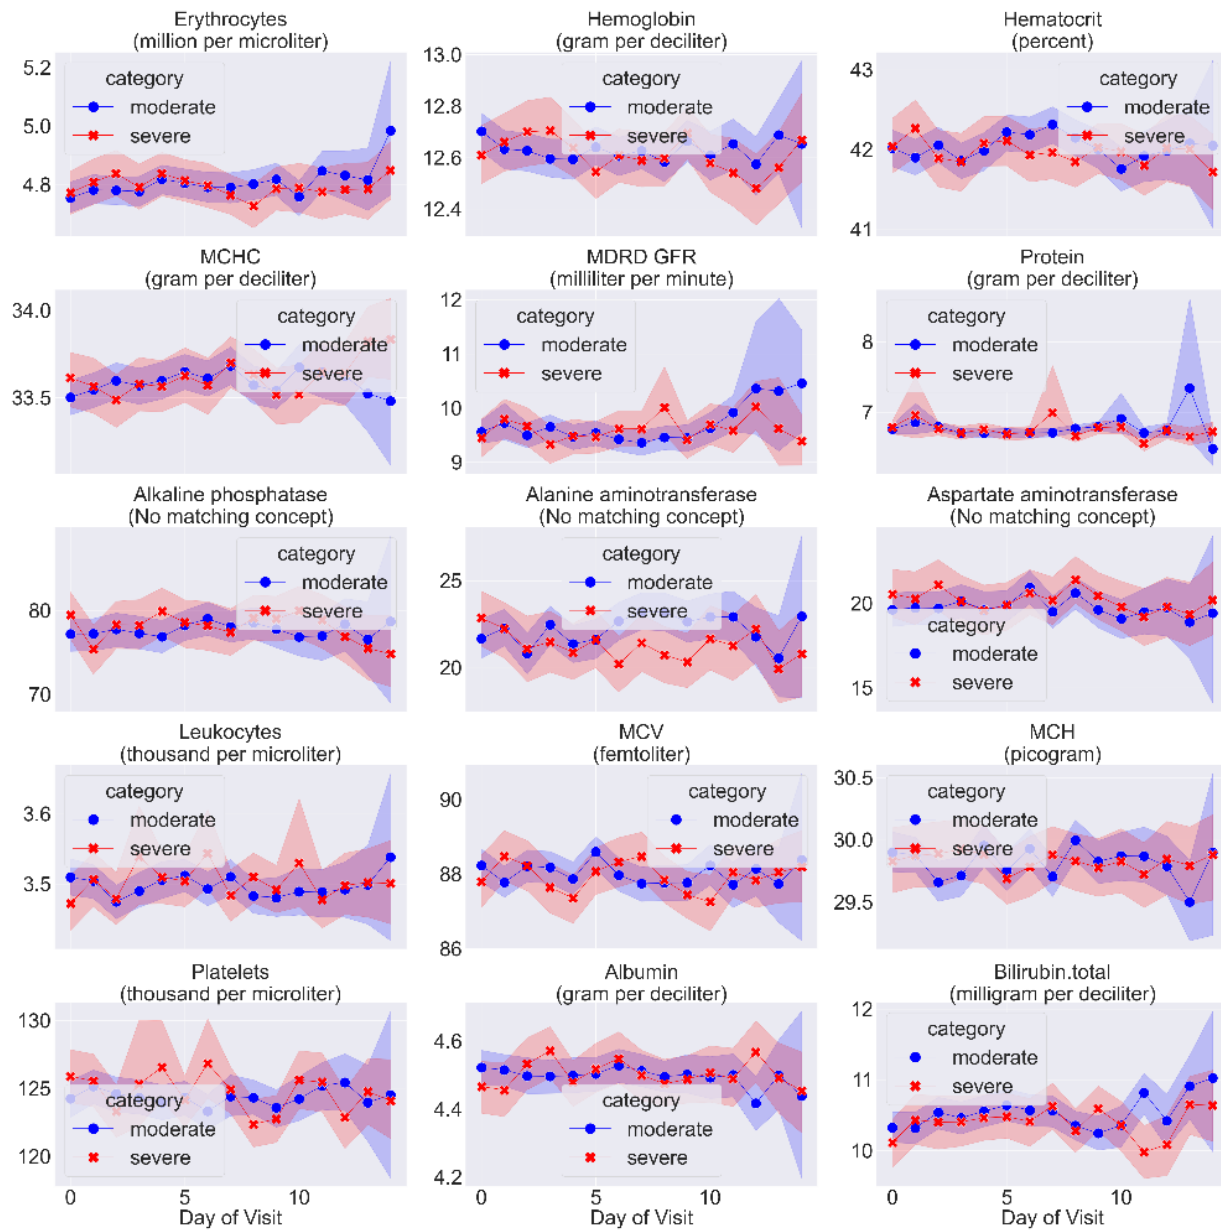 Erythrocytes
(million per microliter)
5.2
5.0
4.8
category
moderate
severe
Hemoglobin
(gram per deciliter)
13.0
12.8
12.6
12.4
category
moderate
severe
Hematocrit
(percent)
43
42
41
category
moderate
severe
MCHC
(gram per deciliter)
34.0
33.5
category
moderate
severe
MDRD GFR
(milliliter per minute)
12
11
10
9
category
moderate
severe
Protein
(gram per deciliter)
8
7
category
moderate
severe
Alkaline phosphatase
(No matching concept)
80
70
category
moderate
severe
Alanine aminotransferase
(No matching concept)
25
20
category
moderate
severe
Aspartate aminotransferase
(No matching concept)
20
15
category
moderate
severe
Leukocytes
(thousand per microliter)
3.6
3.5
category
moderate
severe
MCV
(femtoliter)
90
88
86
category
moderate
severe
MCH
(picogram)
30.5
30.0
29.5
category
moderate
severe
Platelets
(thousand per microliter)
130
125
120
category
moderate
severe
0 5 10
Day of Visit
Albumin
(gram per deciliter)
4.6
4.4
4.2
category
moderate
severe
0 5 10
Day of Visit
Bilirubin.total
(milligram per deciliter)
12
11
10
category
moderate
severe
0 5 10
Day of Visit